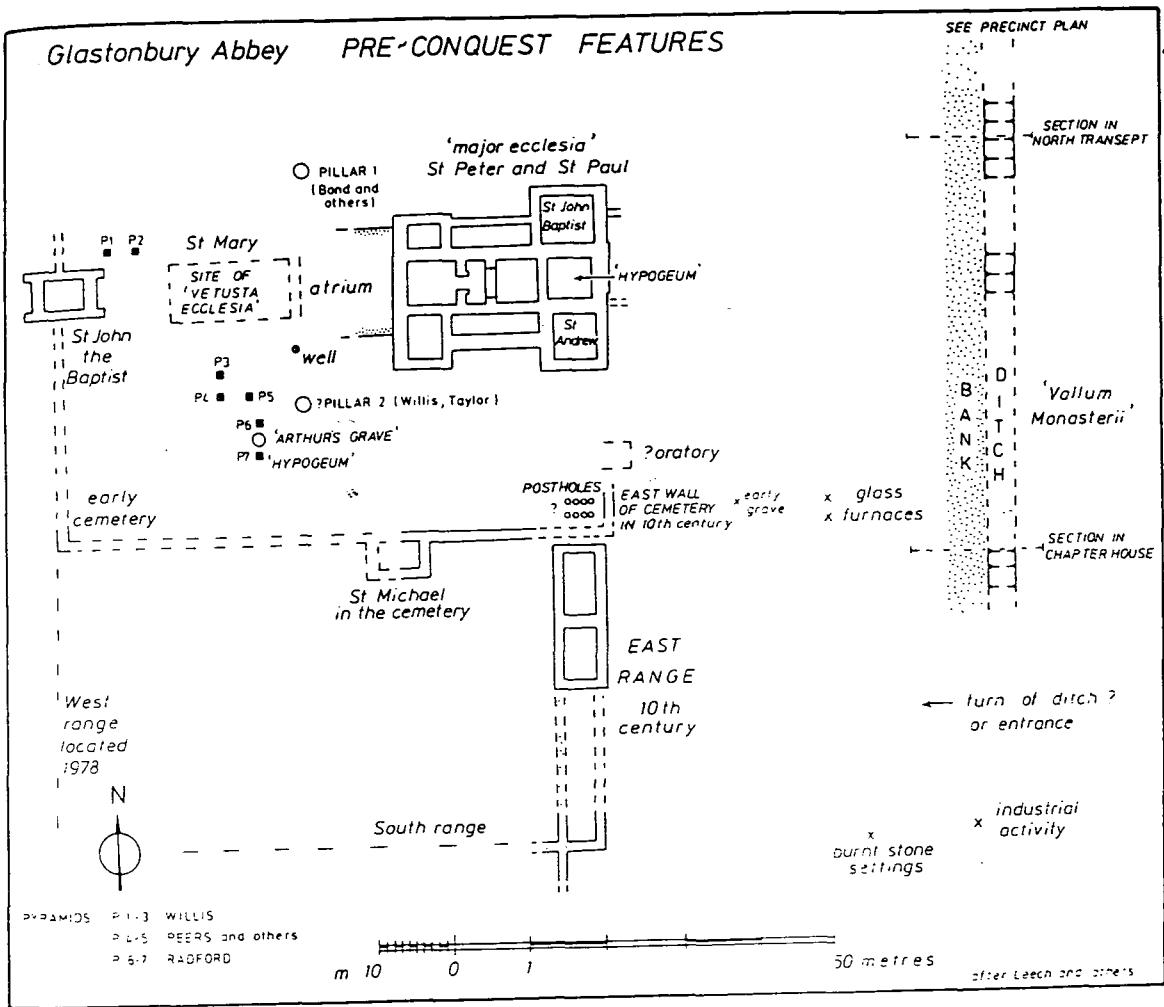 Glastonbury Abbey PRE-CONQUEST FEATURES
SEE PRECINCT PLAN
SECTION IN
NORTH TRANSEPT
'major ecclesia'
St Peter and St Paul
PILLAR 1
(Bond and
others)
St John
Baptist
P1 P2
St Mary
SITE OF
'VETUSTA
ECCLESIA'
atrium
'HYPOGEUM'
St John
the
Baptist
well
St
Andrew
P3
P4 P5
?PILLAR 2 (Willis, Taylor)
P6
'ARTHUR'S GRAVE'
P7 'HYPOGEUM'
BANK
DITCH
'Vallum
Monasterii'
?oratory
early
cemetery
POSTHOLES
?
EAST WALL
OF CEMETERY
IN 10th CENTURY
x early
grave
x glass
x furnaces
SECTION IN
CHAPTER HOUSE
St Michael
in the cemetery
EAST
RANGE
10th
century
West
range
located
1978
turn of ditch ?
or entrance
N
South range
x
burnt stone
settings
x industrial
activity
PYRAMIDS P 1-3 WILLIS
P 4-5 PEERS and others
P 6-7 RADFORD
m 10 0 1 50 metres
after Leech and others